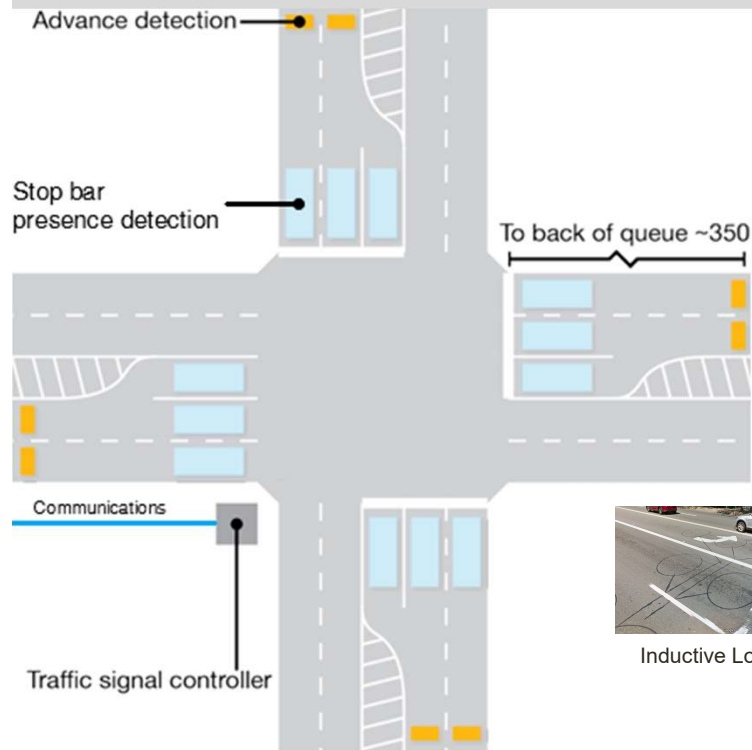 Advance detection
Stop bar
presence detection
To back of queue ~350
Communications
Traffic signal controller
Inductive Lo